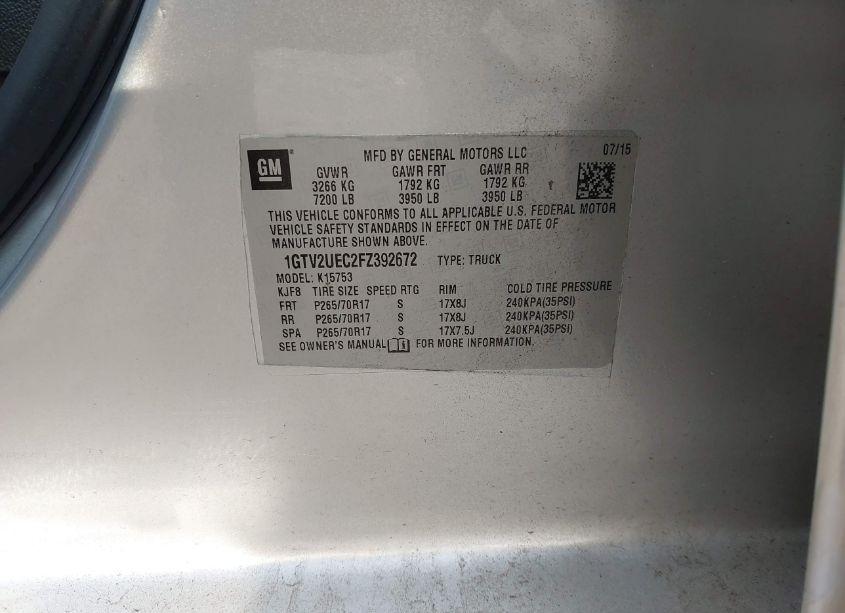 GM
MFD BY GENERAL MOTORS LLC 07/15
GVWR GAWR FRT GAWR RR
3266 KG 1792 KG 1792 KG
7200 LB 3950 LB 3950 LB
THIS VEHICLE CONFORMS TO ALL APPLICABLE U.S. FEDERAL MOTOR
VEHICLE SAFETY STANDARDS IN EFFECT ON THE DATE OF
MANUFACTURE SHOWN ABOVE.
1GTV2UEC2FZ392672 TYPE: TRUCK
MODEL: K15753
KJF8 TIRE SIZE SPEED RTG RIM COLD TIRE PRESSURE
FRT P265/70R17 S 17X8J 240KPA(35PSI)
RR P265/70R17 S 17X8J 240KPA(35PSI)
SPA P265/70R17 S 17X7.5J 240KPA(35PSI)
SEE OWNER'S MANUAL FOR MORE INFORMATION.